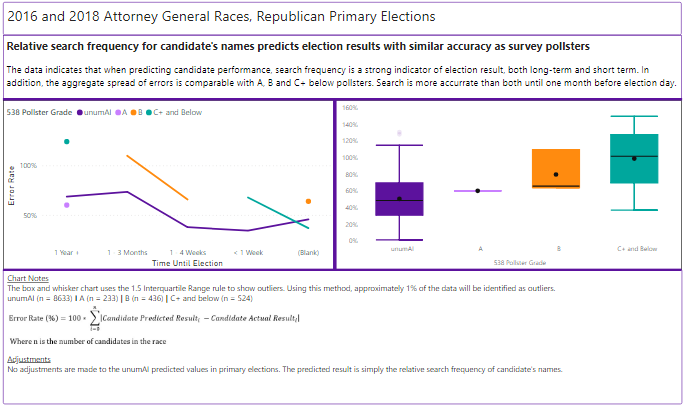 2016 and 2018 Attorney General Races, Republican Primary Elections
Relative search frequency for candidate's names predicts election results with similar accuracy as survey pollsters
The data indicates that when predicting candidate performance, search frequency is a strong indicator of election result, both long-term and short term. In
addition, the aggregate spread of errors is comparable with A, B and C+ below pollsters. Search is more accurrate than both until one month before election day.
538 Pollster Grade unumAI A B C+ and Below
Error Rate
100%
50%
1 Year + 1 - 3 Months 1 - 4 Weeks < 1 Week (Blank)
Time Until Election
160%
140%
120%
100%
80%
60%
40%
20%
0%
unumAI A B C+ and Below
538 Pollster Grade
Chart Notes
The box and whisker chart uses the 1.5 Interquartile Range rule to show outliers. Using this method, approximately 1% of the data will be identified as outliers.
unumAI (n = 8633) | A (n = 233) | B (n = 436) | C+ and below (n = 524)
Error Rate (%) = 100 * n ∑ i=0 |Candidate Predicted Result_i − Candidate Actual Result_i|
Where n is the number of candidates in the race
Adjustments
No adjustments are made to the unumAI predicted values in primary elections. The predicted result is simply the relative search frequency of candidate's names.